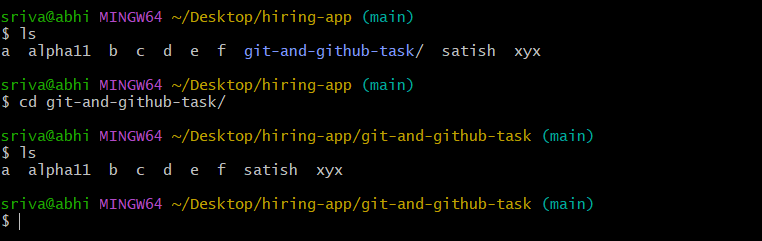 sriva@abhi MINGW64 ~/Desktop/hiring-app (main)
$ ls
a  alpha11  b  c  d  e  f  git-and-github-task/  satish  xyx
sriva@abhi MINGW64 ~/Desktop/hiring-app (main)
$ cd git-and-github-task/
sriva@abhi MINGW64 ~/Desktop/hiring-app/git-and-github-task (main)
$ ls
a  alpha11  b  c  d  e  f  satish  xyx
sriva@abhi MINGW64 ~/Desktop/hiring-app/git-and-github-task (main)
$